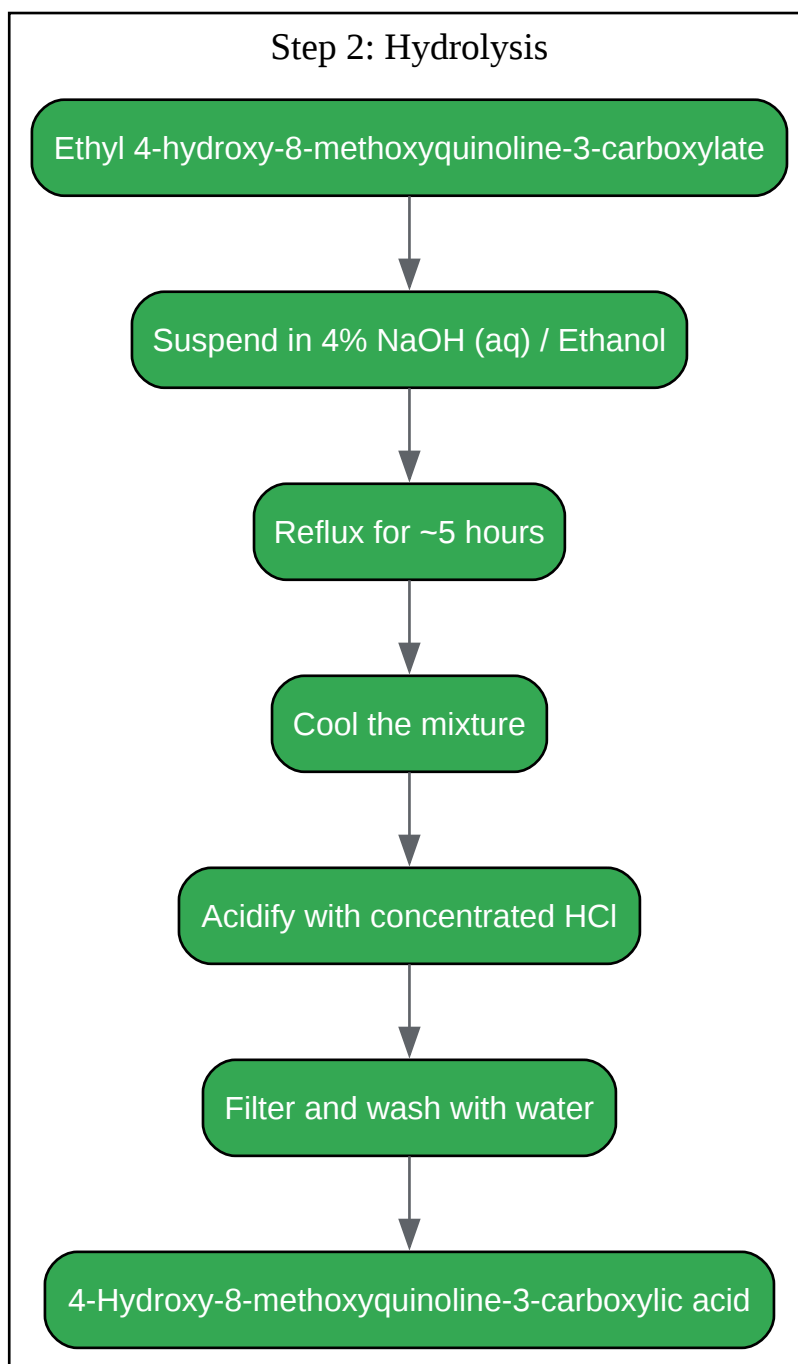 Step 2: Hydrolysis
Ethyl 4-hydroxy-8-methoxyquinoline-3-carboxylate
Suspend in 4% NaOH (aq) / Ethanol
Reflux for ~5 hours
Cool the mixture
Acidify with concentrated HCl
Filter and wash with water
4-Hydroxy-8-methoxyquinoline-3-carboxylic acid